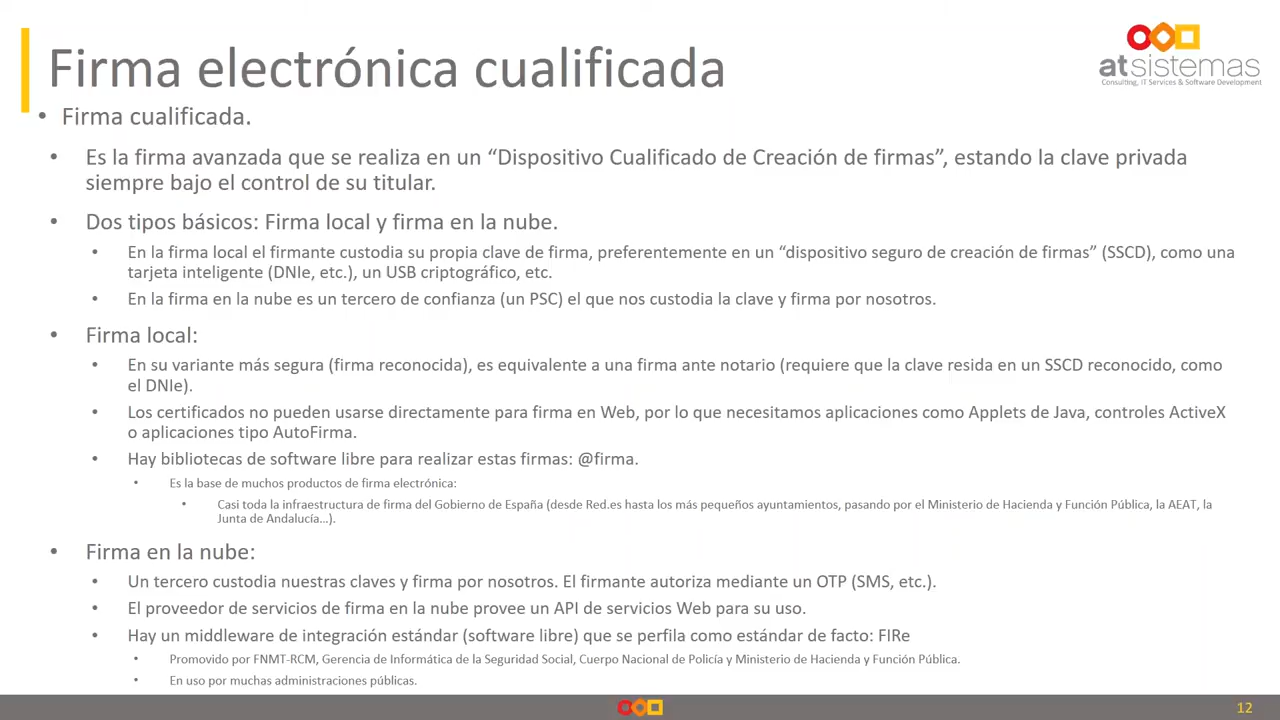 Firma electrónica cualificada
atsistemas
Consulting, IT Services & Software Development
• Firma cualificada.
• Es la firma avanzada que se realiza en un “Dispositivo Cualificado de Creación de firmas”, estando la clave privada
siempre bajo el control de su titular.
• Dos tipos básicos: Firma local y firma en la nube.
• En la firma local el firmante custodia su propia clave de firma, preferentemente en un “dispositivo seguro de creación de firmas” (SSCD), como una
tarjeta inteligente (DNIe, etc.), un USB criptográfico, etc.
• En la firma en la nube es un tercero de confianza (un PSC) el que nos custodia la clave y firma por nosotros.
• Firma local:
• En su variante más segura (firma reconocida), es equivalente a una firma ante notario (requiere que la clave resida en un SSCD reconocido, como
el DNIe).
• Los certificados no pueden usarse directamente para firma en Web, por lo que necesitamos aplicaciones como Applets de Java, controles ActiveX
o aplicaciones tipo AutoFirma.
• Hay bibliotecas de software libre para realizar estas firmas: @firma.
• Es la base de muchos productos de firma electrónica:
• Casi toda la infraestructura de firma del Gobierno de España (desde Red.es hasta los más pequeños ayuntamientos, pasando por el Ministerio de Hacienda y Función Pública, la AEAT, la
Junta de Andalucía…).
• Firma en la nube:
• Un tercero custodia nuestras claves y firma por nosotros. El firmante autoriza mediante un OTP (SMS, etc.).
• El proveedor de servicios de firma en la nube provee un API de servicios Web para su uso.
• Hay un middleware de integración estándar (software libre) que se perfila como estándar de facto: FIRe
• Promovido por FNMT-RCM, Gerencia de Informática de la Seguridad Social, Cuerpo Nacional de Policía y Ministerio de Hacienda y Función Pública.
• En uso por muchas administraciones públicas.
12